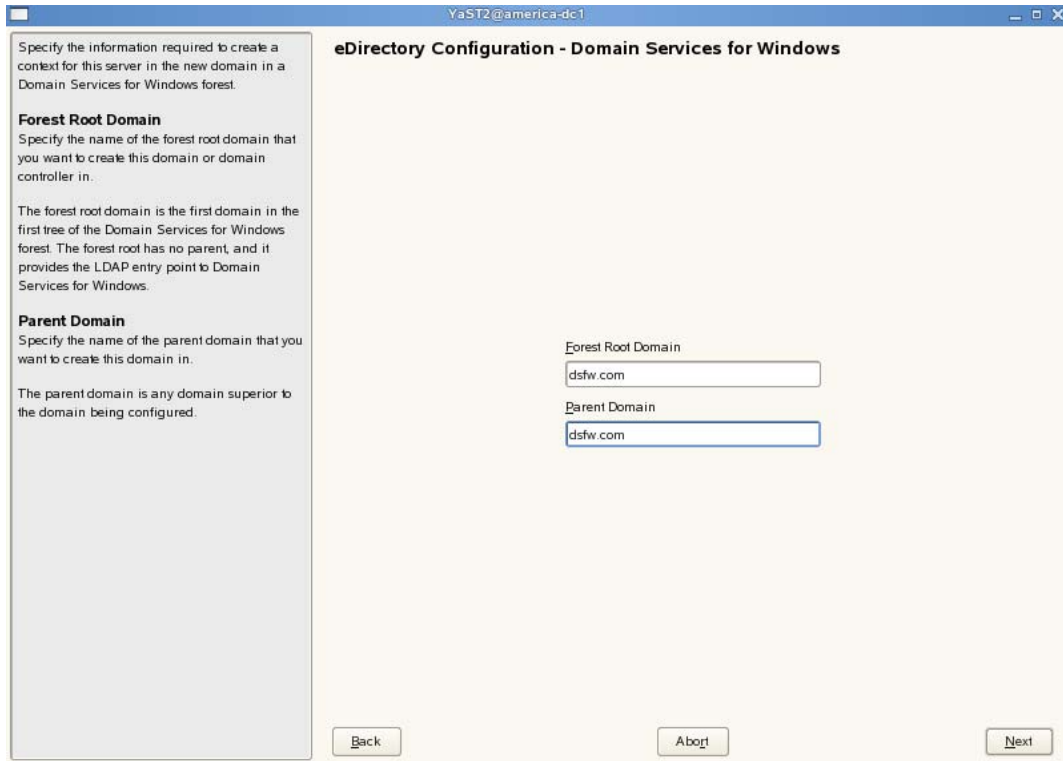 YaST2@america-dc1
Specify the information required to create a
context for this server in the new domain in a
Domain Services for Windows forest.
Forest Root Domain
Specify the name of the forest root domain that
you want to create this domain or domain
controller in.
The forest root domain is the first domain in the
first tree of the Domain Services for Windows
forest. The forest root has no parent, and it
provides the LDAP entry point to Domain
Services for Windows.
Parent Domain
Specify the name of the parent domain that you
want to create this domain in.
The parent domain is any domain superior to
the domain being configured.
eDirectory Configuration - Domain Services for Windows
Forest Root Domain
dsfw.com
Parent Domain
dsfw.com
Back
Abort
Next